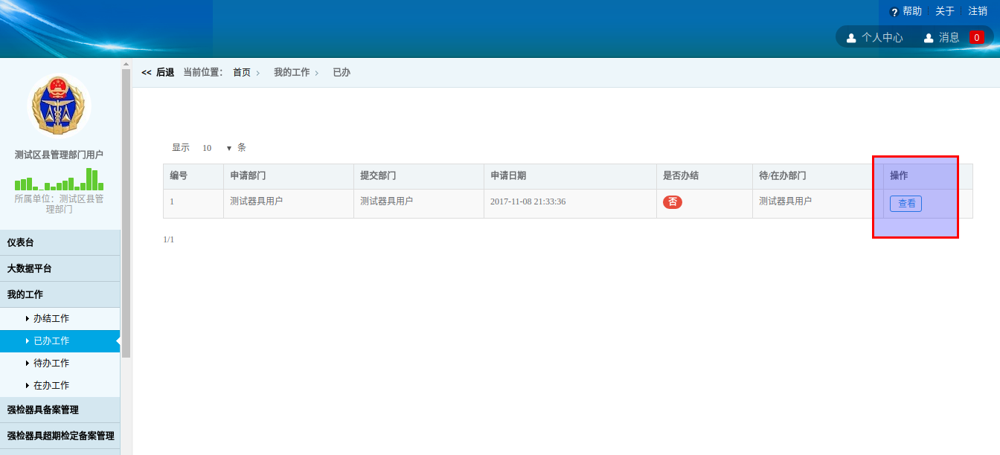 帮助 关于 注销
个人中心 消息 0
<< 后退 当前位置： 首页 > 我的工作 > 已办
测试区县管理部门用户
所属单位：测试区县管
理部门
仪表台
大数据平台
我的工作
办结工作
已办工作
待办工作
在办工作
强检器具备案管理
强检器具超期检定备案管理
显示 10 条
编号 申请部门 提交部门 申请日期 是否办结 待/在办部门 操作
1 测试器具用户 测试器具用户 2017-11-08 21:33:36 否 测试器具用户 查看
1/1